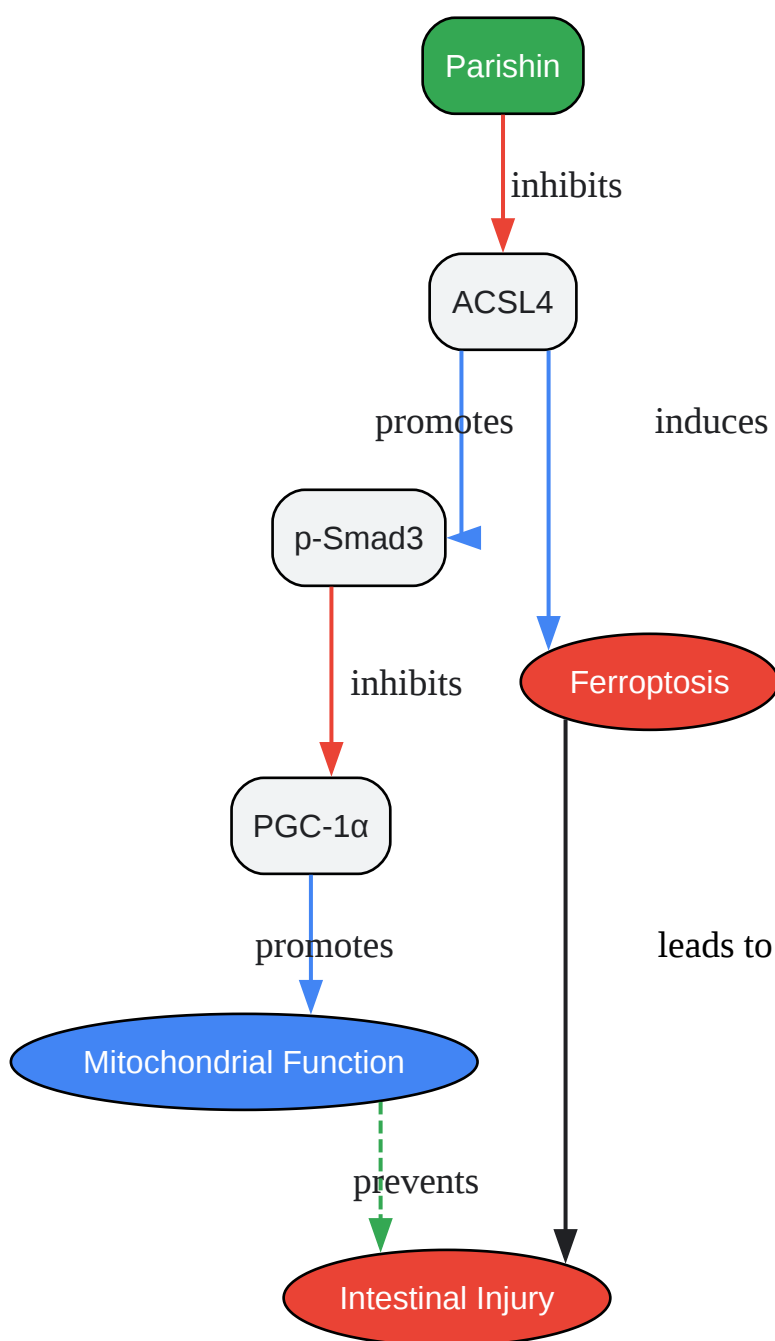 Parishin
inhibits
ACSL4
promotes
induces
p-Smad3
inhibits
Ferroptosis
PGC-1α
promotes
leads to
Mitochondrial Function
prevents
Intestinal Injury